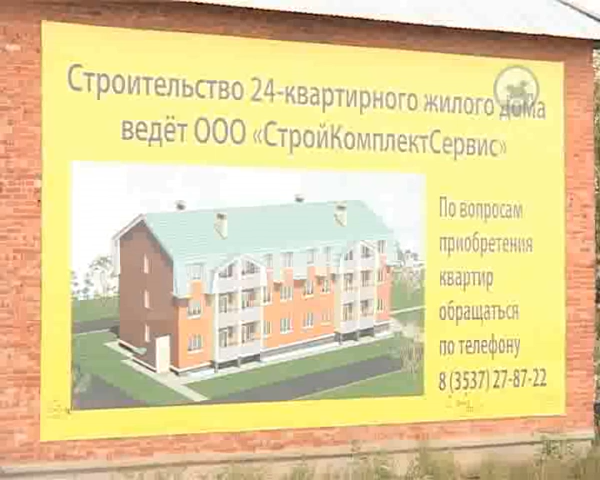 Строительство 24-квартирного жилого дома
ведёт ООО «СтройКомплектСервис»
По вопросам
приобретения
квартир
обращаться
по телефону
8 (3537) 27-87-22